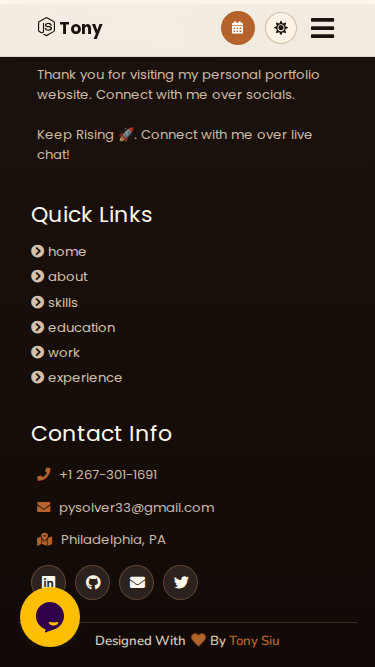 Tony
Thank you for visiting my personal portfolio
website. Connect with me over socials.
Keep Rising 🚀. Connect with me over live
chat!
Quick Links
home
about
skills
education
work
experience
Contact Info
+1 267-301-1691
pysolver33@gmail.com
Philadelphia, PA
Designed With ❤ By Tony Siu